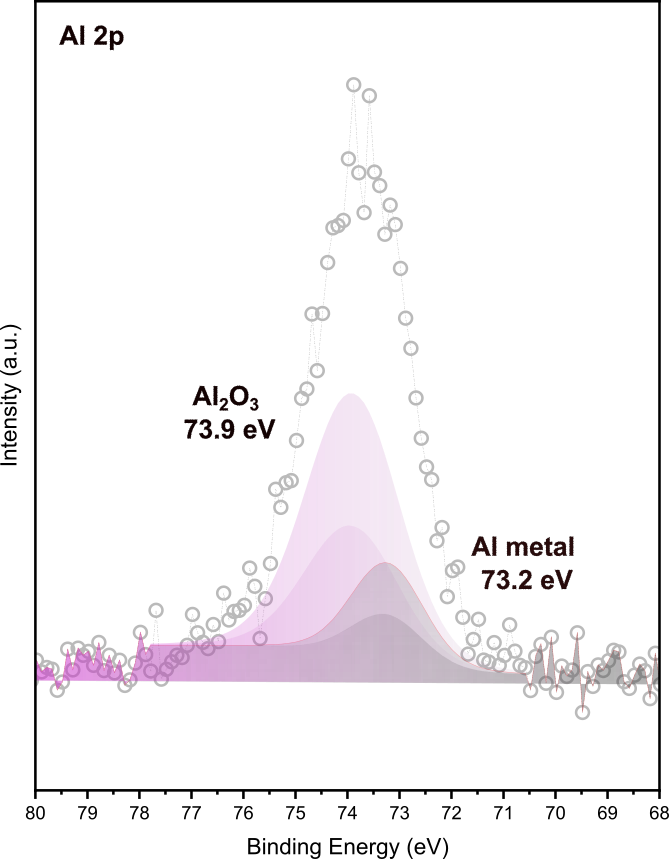 Al 2p
Intensity (a.u.)
Al₂O₃
73.9 eV
Al metal
73.2 eV
80 79 78 77 76 75 74 73 72 71 70 69 68
Binding Energy (eV)